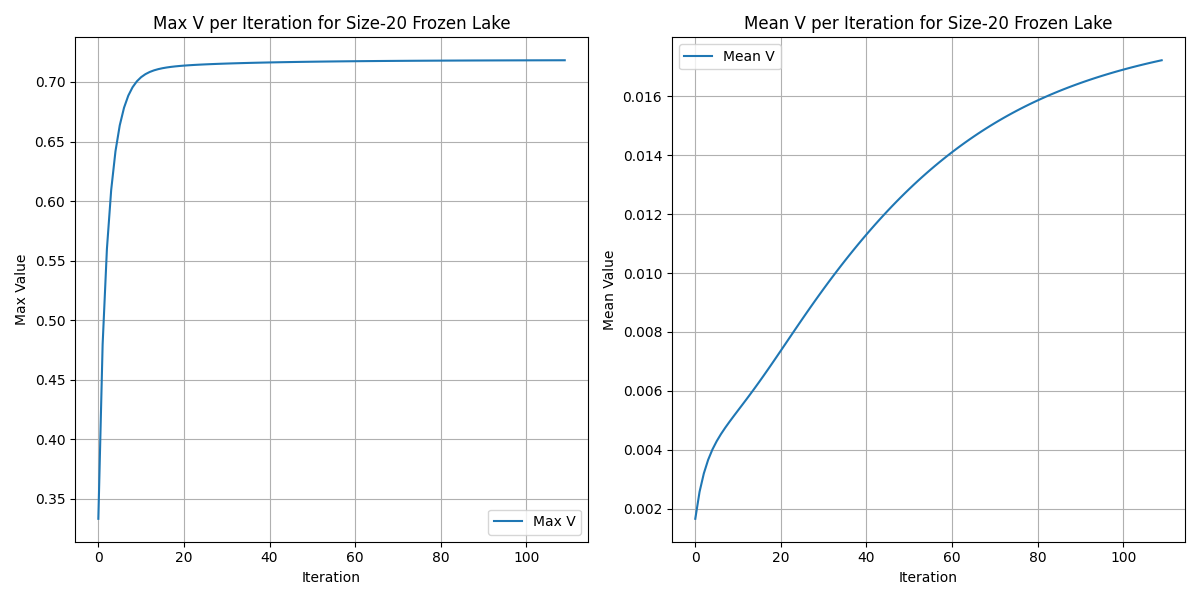 Max V per Iteration for Size-20 Frozen Lake
Max Value
0.70
0.65
0.60
0.55
0.50
0.45
0.40
0.35
0 20 40 60 80 100
Iteration
Max V
Mean V per Iteration for Size-20 Frozen Lake
Mean V
Mean Value
0.016
0.014
0.012
0.010
0.008
0.006
0.004
0.002
0 20 40 60 80 100
Iteration